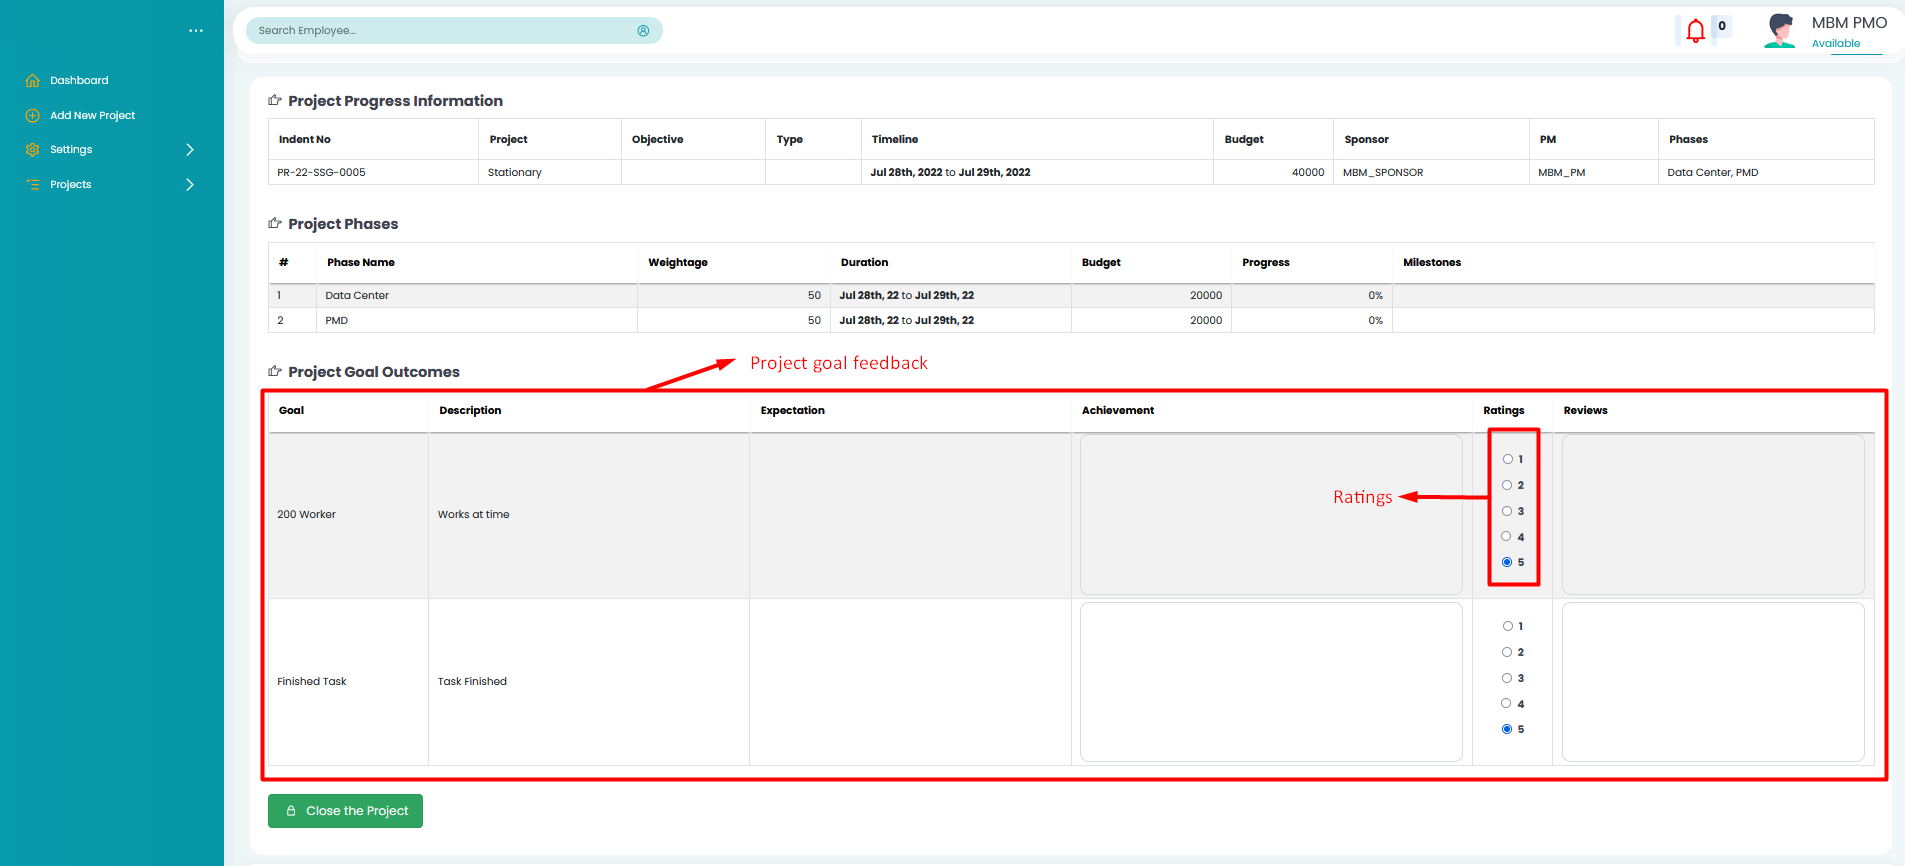 ...
Search Employee...
0
MBM PMO
Available
Dashboard
Add New Project
Settings
Projects
Project Progress Information
Indent No Project Objective Type Timeline Budget Sponsor PM Phases
PR-22-SSG-0005 Stationary Jul 28th, 2022 to Jul 29th, 2022 40000 MBM_SPONSOR MBM_PM Data Center, PMD
Project Phases
# Phase Name Weightage Duration Budget Progress Milestones
1 Data Center 50 Jul 28th, 22 to Jul 29th, 22 20000 0%
2 PMD 50 Jul 28th, 22 to Jul 29th, 22 20000 0%
Project goal feedback
Project Goal Outcomes
Goal Description Expectation Achievement Ratings Reviews
1
2
Ratings
3
200 Worker Works at time
4
5
1
2
3
Finished Task Task Finished
4
5
Close the Project